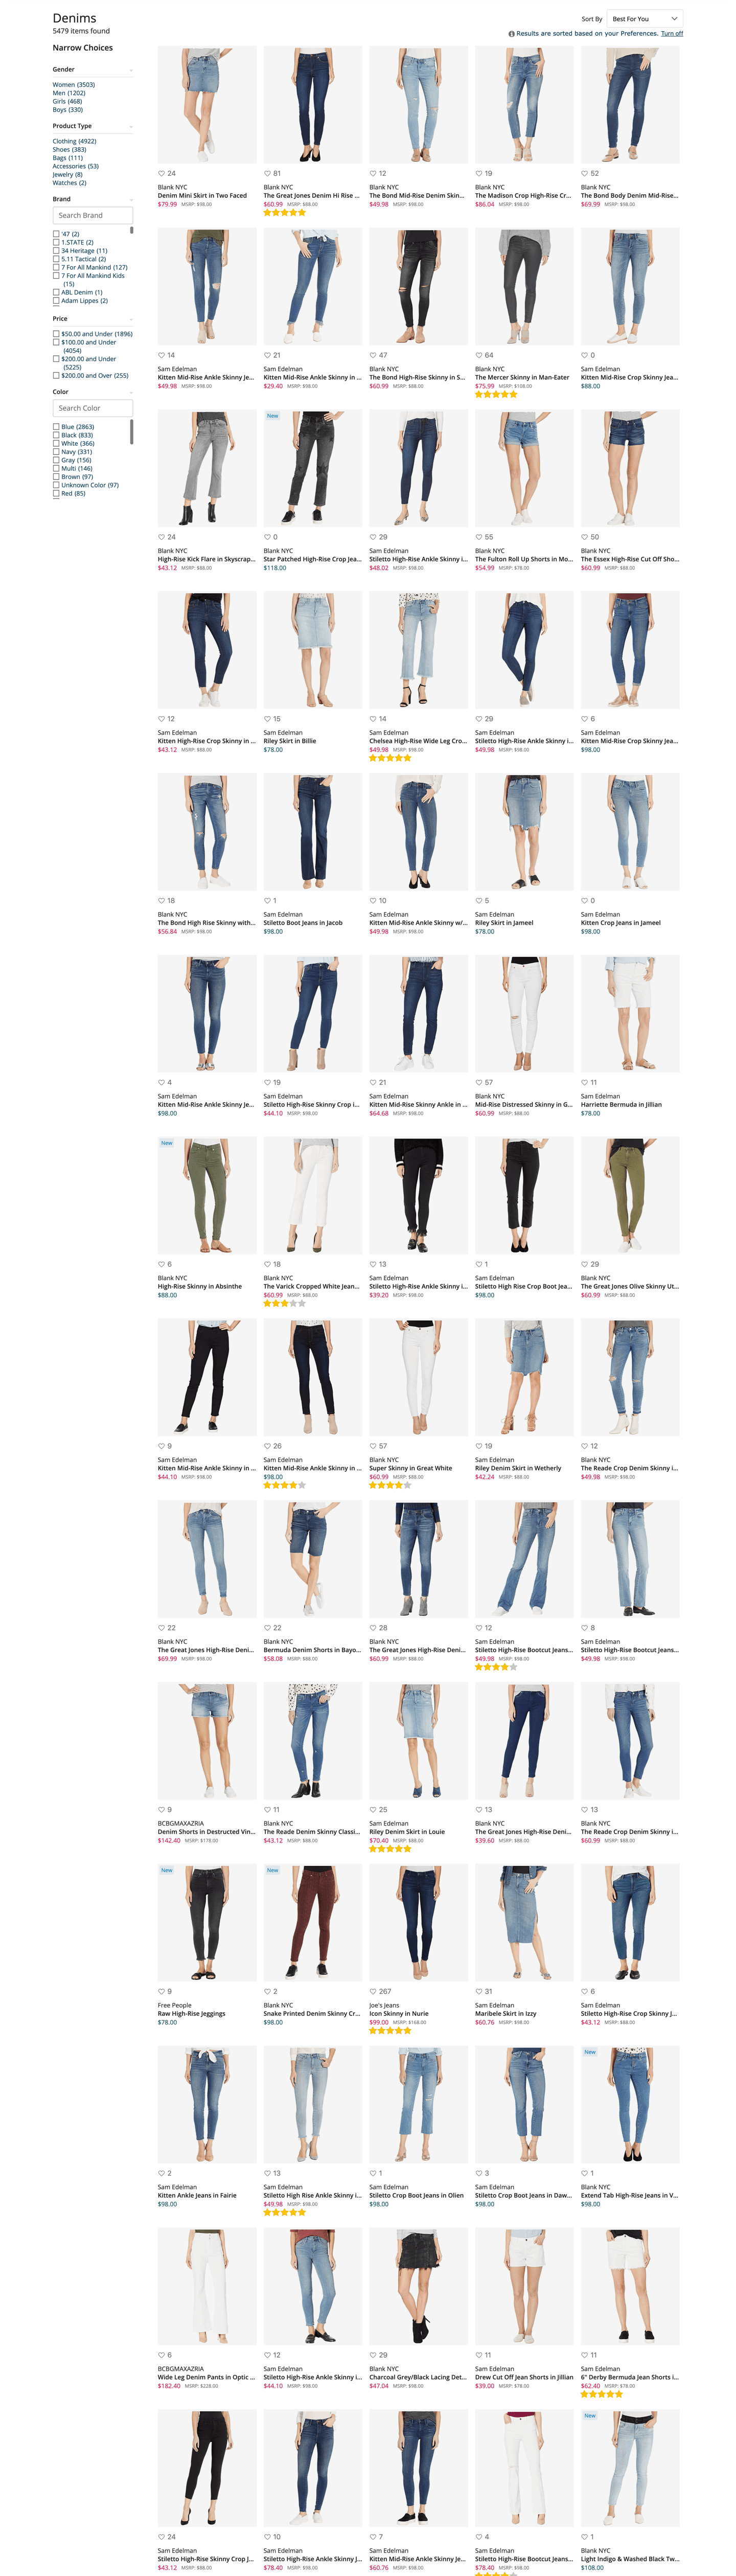 Denims
5479 items found
Sort By Best For You
Results are sorted based on your Preferences. Turn off
Narrow Choices
Gender
Women (3503)
Men (1202)
Girls (468)
Boys (330)
Product Type
Clothing (4922)
Shoes (383)
Bags (111)
Accessories (53)
Jewelry (8)
Watches (2)
Brand
Search Brand
'47 (2)
1.STATE (2)
34 Heritage (11)
5.11 Tactical (2)
7 For All Mankind (127)
7 For All Mankind Kids
(15)
ABL Denim (1)
Adam Lippes (2)
Price
$50.00 and Under (1896)
$100.00 and Under
(4054)
$200.00 and Under
(5225)
$200.00 and Over (255)
Color
Search Color
Blue (2863)
Black (833)
White (366)
Navy (331)
Gray (156)
Multi (146)
Brown (97)
Unknown Color (97)
Red (85)
24 81 12 19 52
Blank NYC Blank NYC Blank NYC Blank NYC Blank NYC
Denim Mini Skirt in Two Faced The Great Jones Denim Hi Rise ... The Bond Mid-Rise Denim Skin... The Madison Crop High-Rise Cr... The Bond Body Denim Mid-Rise...
$79.99 MSRP: $98.00 $60.99 MSRP: $88.00 $49.98 MSRP: $98.00 $86.04 MSRP: $98.00 $69.99 MSRP: $98.00
14 21 47 64 0
Sam Edelman Sam Edelman Blank NYC Blank NYC Sam Edelman
Kitten Mid-Rise Ankle Skinny Je... Kitten Mid-Rise Ankle Skinny in ... The Bond High-Rise Skinny in S... The Mercer Skinny in Man-Eater Kitten Mid-Rise Crop Skinny Jea...
$49.98 MSRP: $98.00 $29.40 MSRP: $98.00 $60.99 MSRP: $88.00 $75.99 MSRP: $108.00 $88.00
New
24 0 29 55 50
Blank NYC Blank NYC Sam Edelman Blank NYC Blank NYC
High-Rise Kick Flare in Skyscrap... Star Patched High-Rise Crop Jea... Stiletto High-Rise Ankle Skinny i... The Fulton Roll Up Shorts in Mo... The Essex High-Rise Cut Off Sho...
$43.12 MSRP: $88.00 $118.00 $48.02 MSRP: $98.00 $54.99 MSRP: $78.00 $60.99 MSRP: $88.00
12 15 14 29 6
Sam Edelman Sam Edelman Sam Edelman Sam Edelman Sam Edelman
Kitten High-Rise Crop Skinny in ... Riley Skirt in Billie Chelsea High-Rise Wide Leg Cro... Stiletto High-Rise Ankle Skinny i... Kitten Mid-Rise Crop Skinny Jea...
$43.12 MSRP: $88.00 $78.00 $49.98 MSRP: $98.00 $49.98 MSRP: $98.00 $98.00
18 1 10 5 0
Blank NYC Sam Edelman Sam Edelman Sam Edelman Sam Edelman
The Bond High Rise Skinny with... Stiletto Boot Jeans in Jacob Kitten Mid-Rise Ankle Skinny w/... Riley Skirt in Jameel Kitten Crop Jeans in Jameel
$56.84 MSRP: $98.00 $98.00 $49.98 MSRP: $98.00 $78.00 $98.00
4 19 21 57 11
Sam Edelman Sam Edelman Sam Edelman Blank NYC Sam Edelman
Kitten Mid-Rise Ankle Skinny Je... Stiletto High-Rise Skinny Crop i... Kitten Mid-Rise Skinny Ankle in ... Mid-Rise Distressed Skinny in G... Harriette Bermuda in Jillian
$98.00 $44.10 MSRP: $98.00 $64.68 MSRP: $98.00 $60.99 MSRP: $88.00 $78.00
New
6 18 13 1 29
Blank NYC Blank NYC Sam Edelman Sam Edelman Blank NYC
High-Rise Skinny in Absinthe The Varick Cropped White Jean... Stiletto High-Rise Ankle Skinny i... Stiletto High Rise Crop Boot Jea... The Great Jones Olive Skinny Ut...
$88.00 $60.99 MSRP: $88.00 $39.20 MSRP: $98.00 $98.00 $60.99 MSRP: $88.00
9 26 57 19 12
Sam Edelman Sam Edelman Blank NYC Sam Edelman Blank NYC
Kitten Mid-Rise Ankle Skinny in ... Kitten Mid-Rise Ankle Skinny in ... Super Skinny in Great White Riley Denim Skirt in Wetherly The Reade Crop Denim Skinny i...
$44.10 MSRP: $98.00 $98.00 $60.99 MSRP: $88.00 $42.24 MSRP: $88.00 $49.98 MSRP: $98.00
22 22 28 12 8
Blank NYC Blank NYC Blank NYC Sam Edelman Sam Edelman
The Great Jones High-Rise Deni... Bermuda Denim Shorts in Bayo... The Great Jones High-Rise Deni... Stiletto High-Rise Bootcut Jeans... Stiletto High-Rise Bootcut Jeans...
$69.99 MSRP: $98.00 $58.08 MSRP: $88.00 $60.99 MSRP: $88.00 $49.98 MSRP: $98.00 $49.98 MSRP: $98.00
9 11 25 13 13
BCBGMAXAZRIA Blank NYC Sam Edelman Blank NYC Blank NYC
Denim Shorts in Destructed Vin... The Reade Denim Skinny Classi... Riley Denim Skirt in Louie The Great Jones High-Rise Deni... The Reade Crop Denim Skinny i...
$142.40 MSRP: $178.00 $43.12 MSRP: $88.00 $70.40 MSRP: $88.00 $39.60 MSRP: $88.00 $60.99 MSRP: $88.00
New New
9 2 267 31 6
Free People Blank NYC Joe's Jeans Sam Edelman Sam Edelman
Raw High-Rise Jeggings Snake Printed Denim Skinny Cr... Icon Skinny in Nurie Maribele Skirt in Izzy Stiletto High-Rise Crop Skinny J...
$78.00 $98.00 $99.00 MSRP: $168.00 $60.76 MSRP: $98.00 $43.12 MSRP: $88.00
New
2 13 1 3 1
Sam Edelman Sam Edelman Sam Edelman Sam Edelman Blank NYC
Kitten Ankle Jeans in Fairie Stiletto High Rise Ankle Skinny i... Stiletto Crop Boot Jeans in Olien Stiletto Crop Boot Jeans in Daw... Extend Tab High-Rise Jeans in V...
$98.00 $49.98 MSRP: $98.00 $98.00 $98.00 $98.00
6 12 29 11 11
BCBGMAXAZRIA Sam Edelman Blank NYC Sam Edelman Sam Edelman
Wide Leg Denim Pants in Optic ... Stiletto High-Rise Ankle Skinny i... Charcoal Grey/Black Lacing Det... Drew Cut Off Jean Shorts in Jillian 6" Derby Bermuda Jean Shorts i...
$182.40 MSRP: $228.00 $44.10 MSRP: $98.00 $47.04 MSRP: $98.00 $39.00 MSRP: $78.00 $62.40 MSRP: $78.00
New
24 10 7 4 1
Sam Edelman Sam Edelman Sam Edelman Sam Edelman Blank NYC
Stiletto High-Rise Skinny Crop J... Stiletto High-Rise Ankle Skinny J... Kitten Mid-Rise Ankle Skinny Je... Stiletto High-Rise Bootcut Jeans... Light Indigo & Washed Black Tw...
$43.12 MSRP: $88.00 $78.40 MSRP: $98.00 $60.76 MSRP: $98.00 $78.40 MSRP: $98.00 $108.00